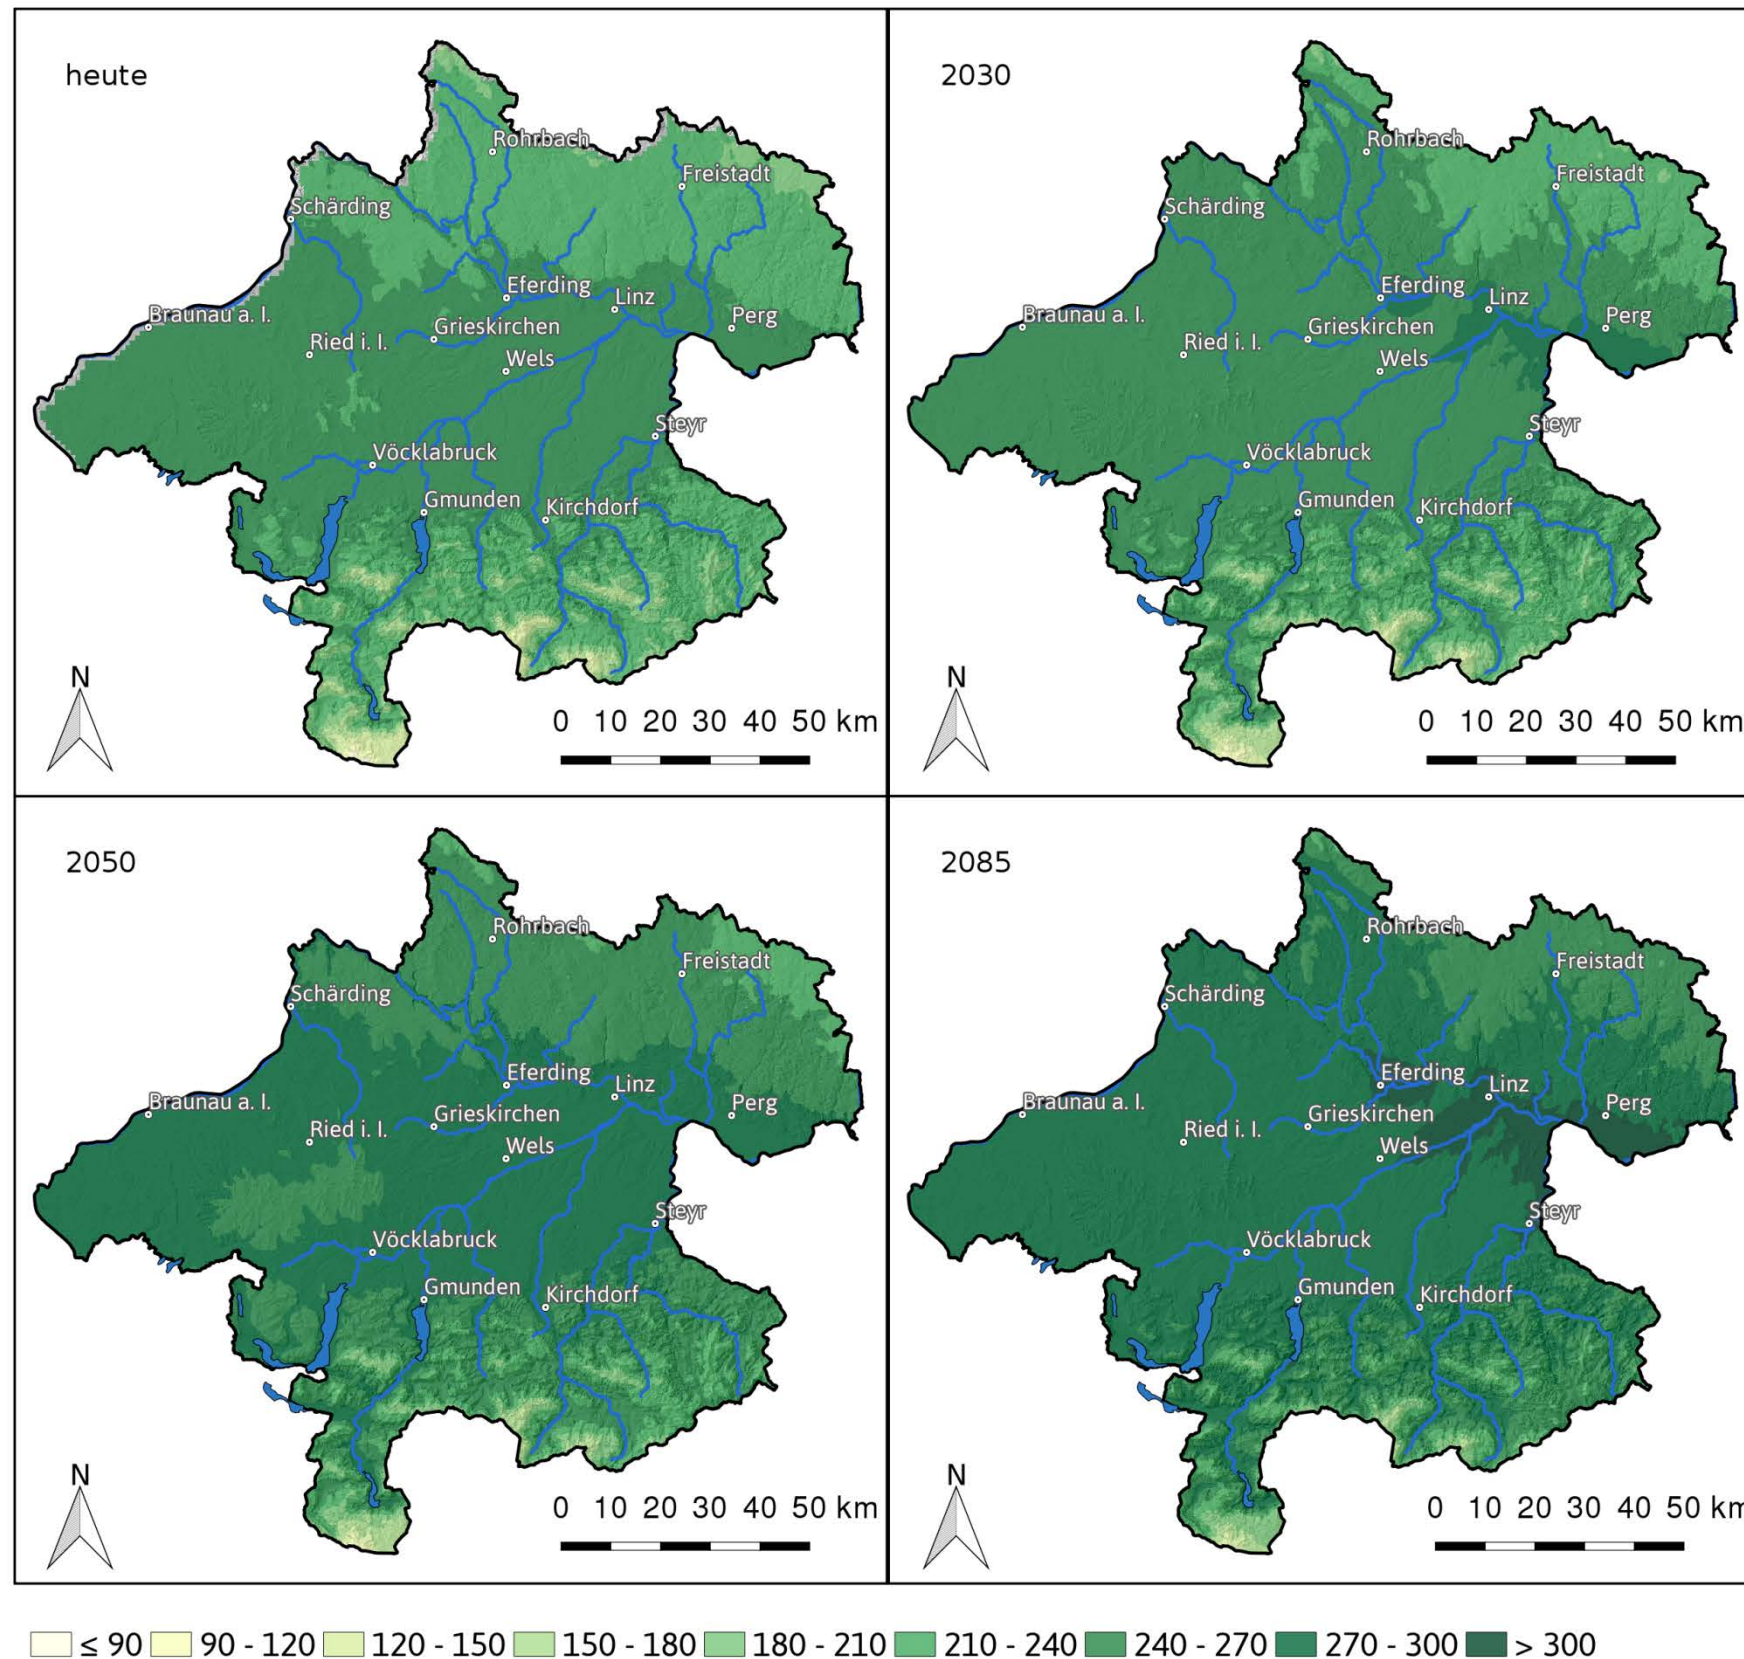 heute
Rohrbach
Freistadt
Schärding
Eferding
Linz
Braunau a. I.
Perg
Grieskirchen
Ried i. I.
Wels
Steyr
Vöcklabruck
Gmunden
Kirchdorf
N
0 10 20 30 40 50 km
2030
Rohrbach
Freistadt
Schärding
Eferding
Linz
Braunau a. I.
Perg
Grieskirchen
Ried i. I.
Wels
Steyr
Vöcklabruck
Gmunden
Kirchdorf
N
0 10 20 30 40 50 km
2050
Rohrbach
Freistadt
Schärding
Eferding
Linz
Braunau a. I.
Perg
Grieskirchen
Ried i. I.
Wels
Steyr
Vöcklabruck
Gmunden
Kirchdorf
N
0 10 20 30 40 50 km
2085
Rohrbach
Freistadt
Schärding
Eferding
Linz
Braunau a. I.
Perg
Grieskirchen
Ried i. I.
Wels
Steyr
Vöcklabruck
Gmunden
Kirchdorf
N
0 10 20 30 40 50 km
≤ 90 90 - 120 120 - 150 150 - 180 180 - 210 210 - 240 240 - 270 270 - 300 > 300